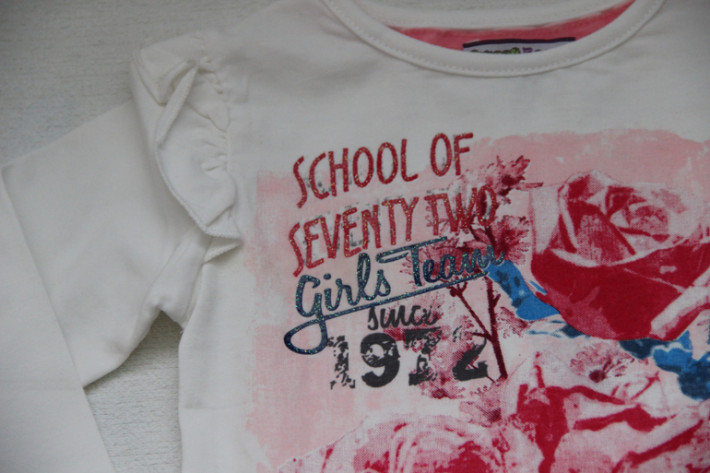 SCHOOL OF
SEVENTY TWO
Girls Team
since
1972